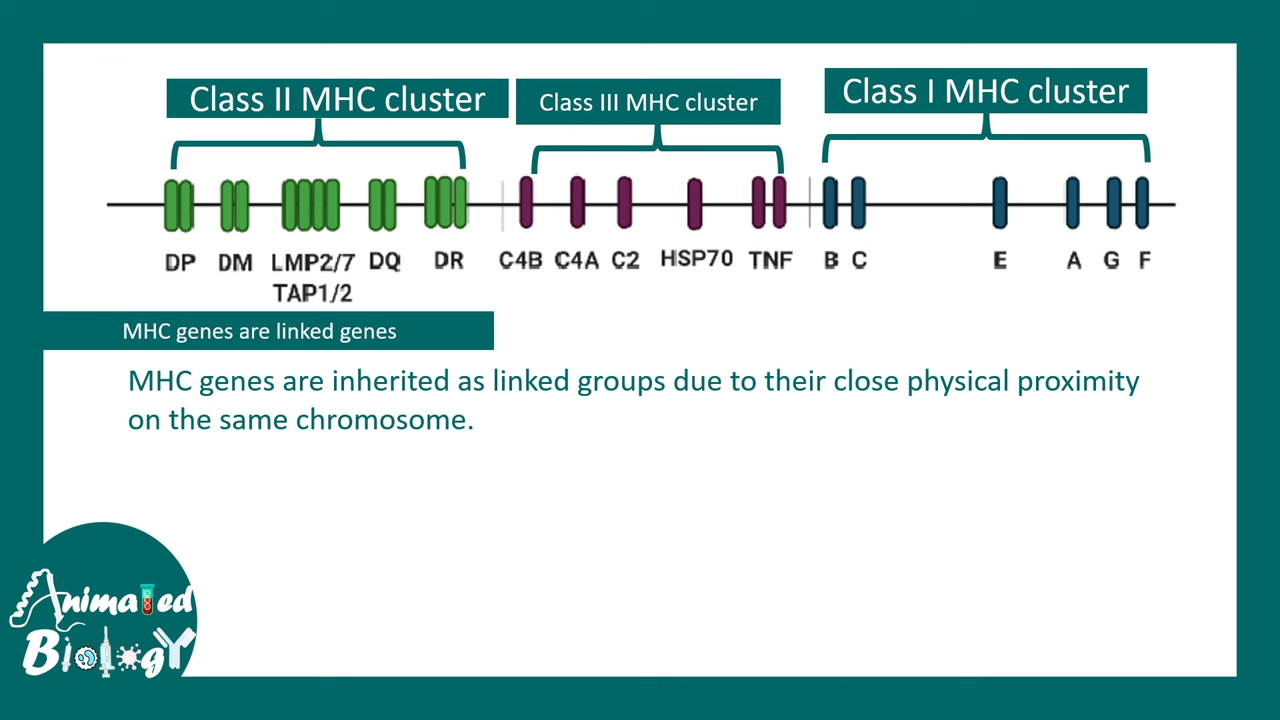 Class II MHC cluster
Class III MHC cluster
Class I MHC cluster
DP DM LMP2/7 DQ DR C4B C4A C2 HSP70 TNF B C E A G F
TAP1/2
MHC genes are linked genes
MHC genes are inherited as linked groups due to their close physical proximity
on the same chromosome.
Animated
Biology